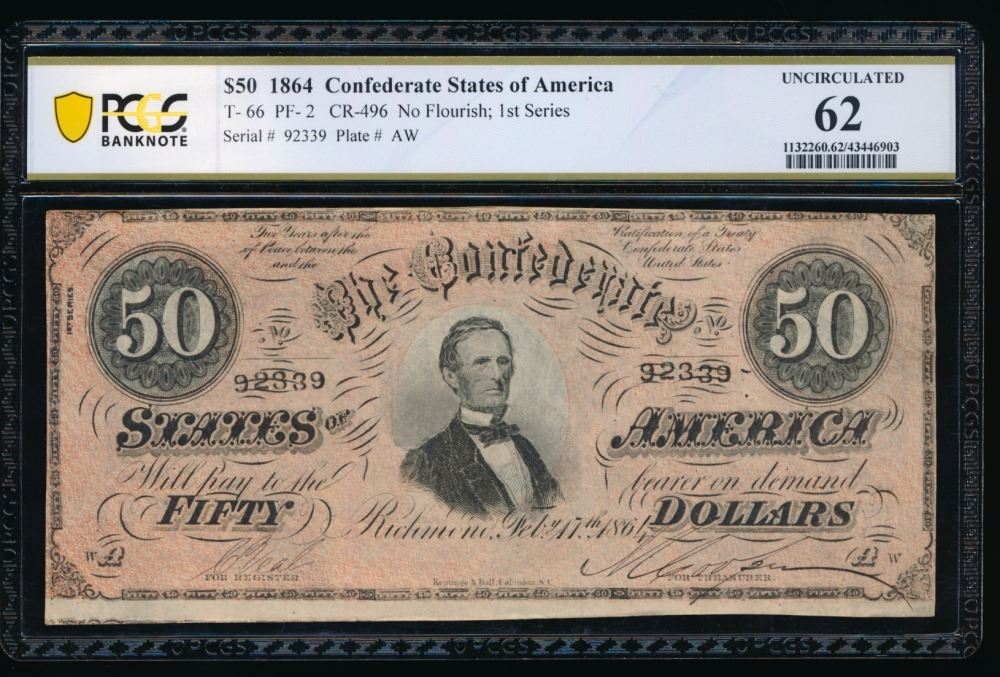 PCGS
BANKNOTE
$50 1864 Confederate States of America
T- 66 PF- 2 CR-496 No Flourish; 1st Series
Serial # 92339 Plate # AW
UNCIRCULATED
62
1132260.62/43446903
Two Years after the
of Peace between the
and the
Ratification of a Treaty
Confederate States
United States
The Confederate
1ST SERIES.
50
50
No
No
92339
92339
STATES OF
AMERICA
Will pay to the
bearer on demand
FIFTY
DOLLARS
Richmond, Feby 17th 1864
W A
A W
FOR REGISTER
FOR TREASURER.
Keatinge & Ball, Columbia, S.C.